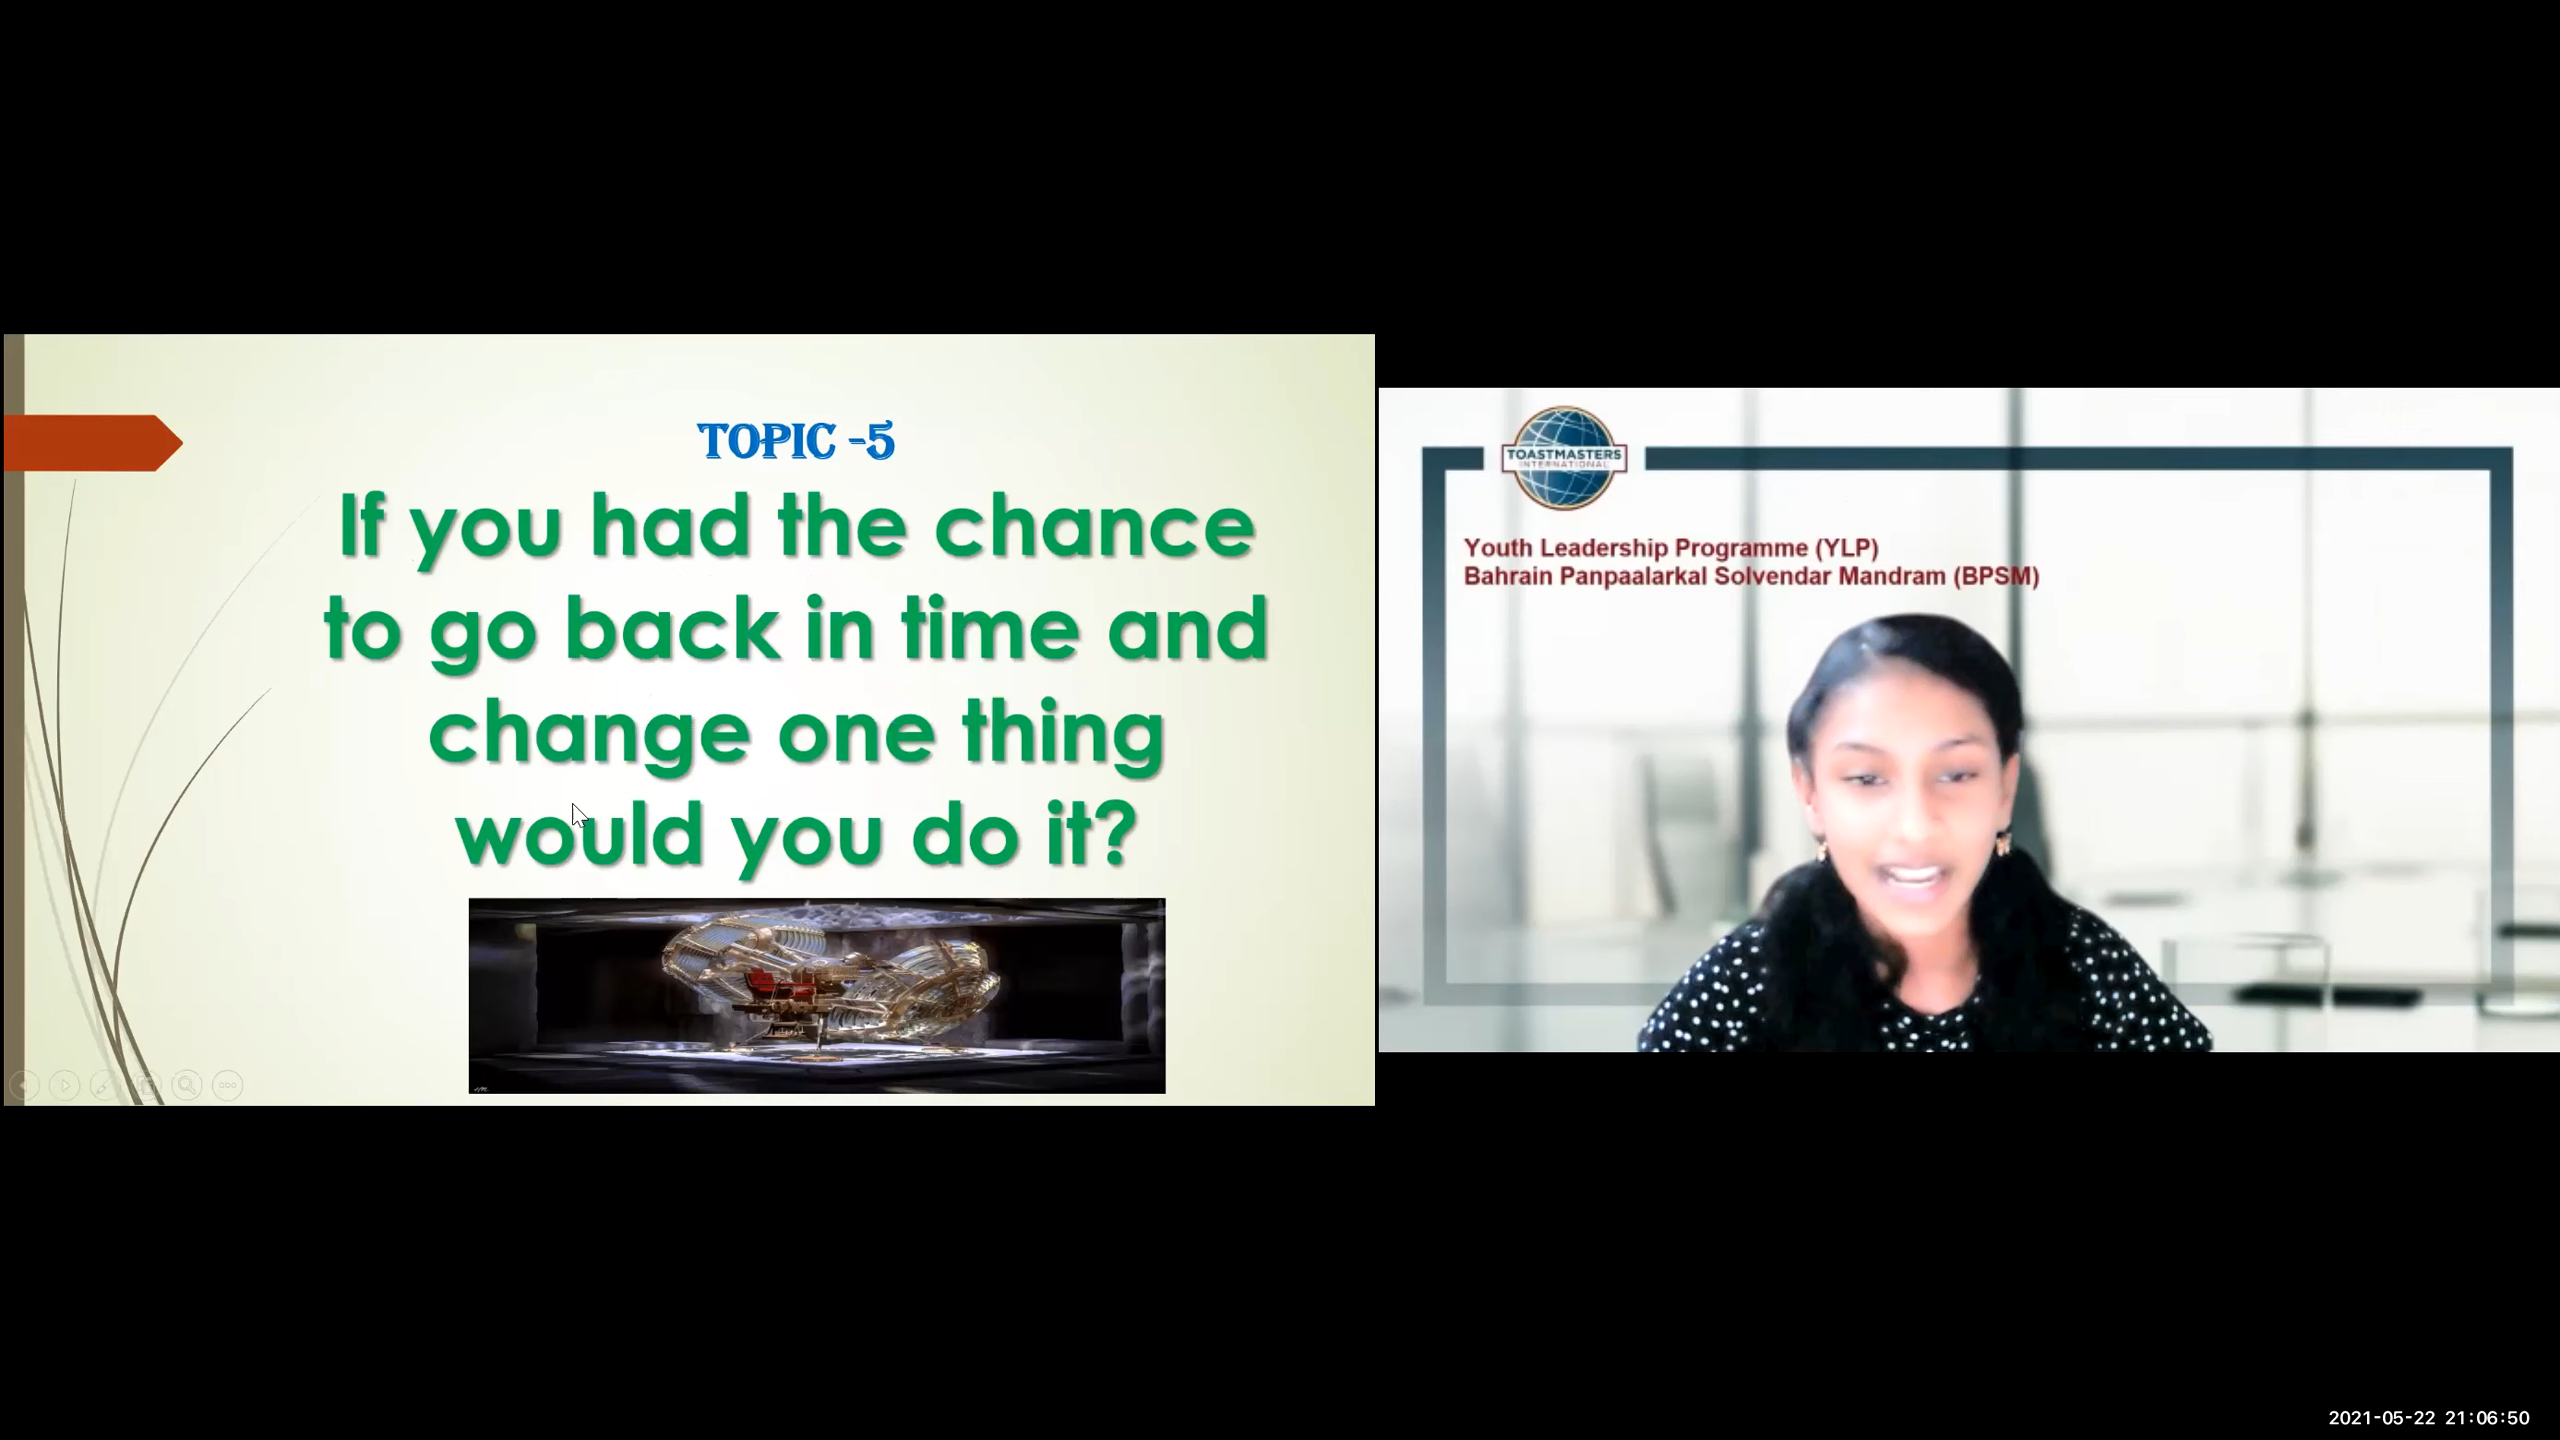 TOPIC -5
If you had the chance
to go back in time and
change one thing
would you do it?
TOASTMASTERS
INTERNATIONAL
Youth Leadership Programme (YLP)
Bahrain Panpaalarkal Solvendar Mandram (BPSM)
2021-05-22 21:06:50